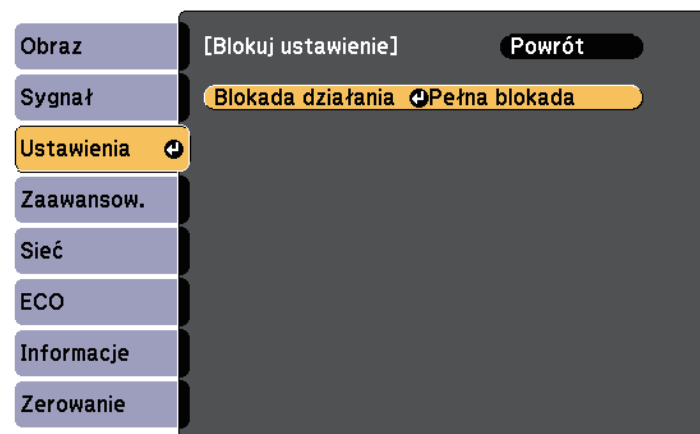 Obraz
Sygnał
Ustawienia
Zaawansow.
Sieć
ECO
Informacje
Zerowanie
[Blokuj ustawienie] Powrót
Blokada działania Pełna blokada